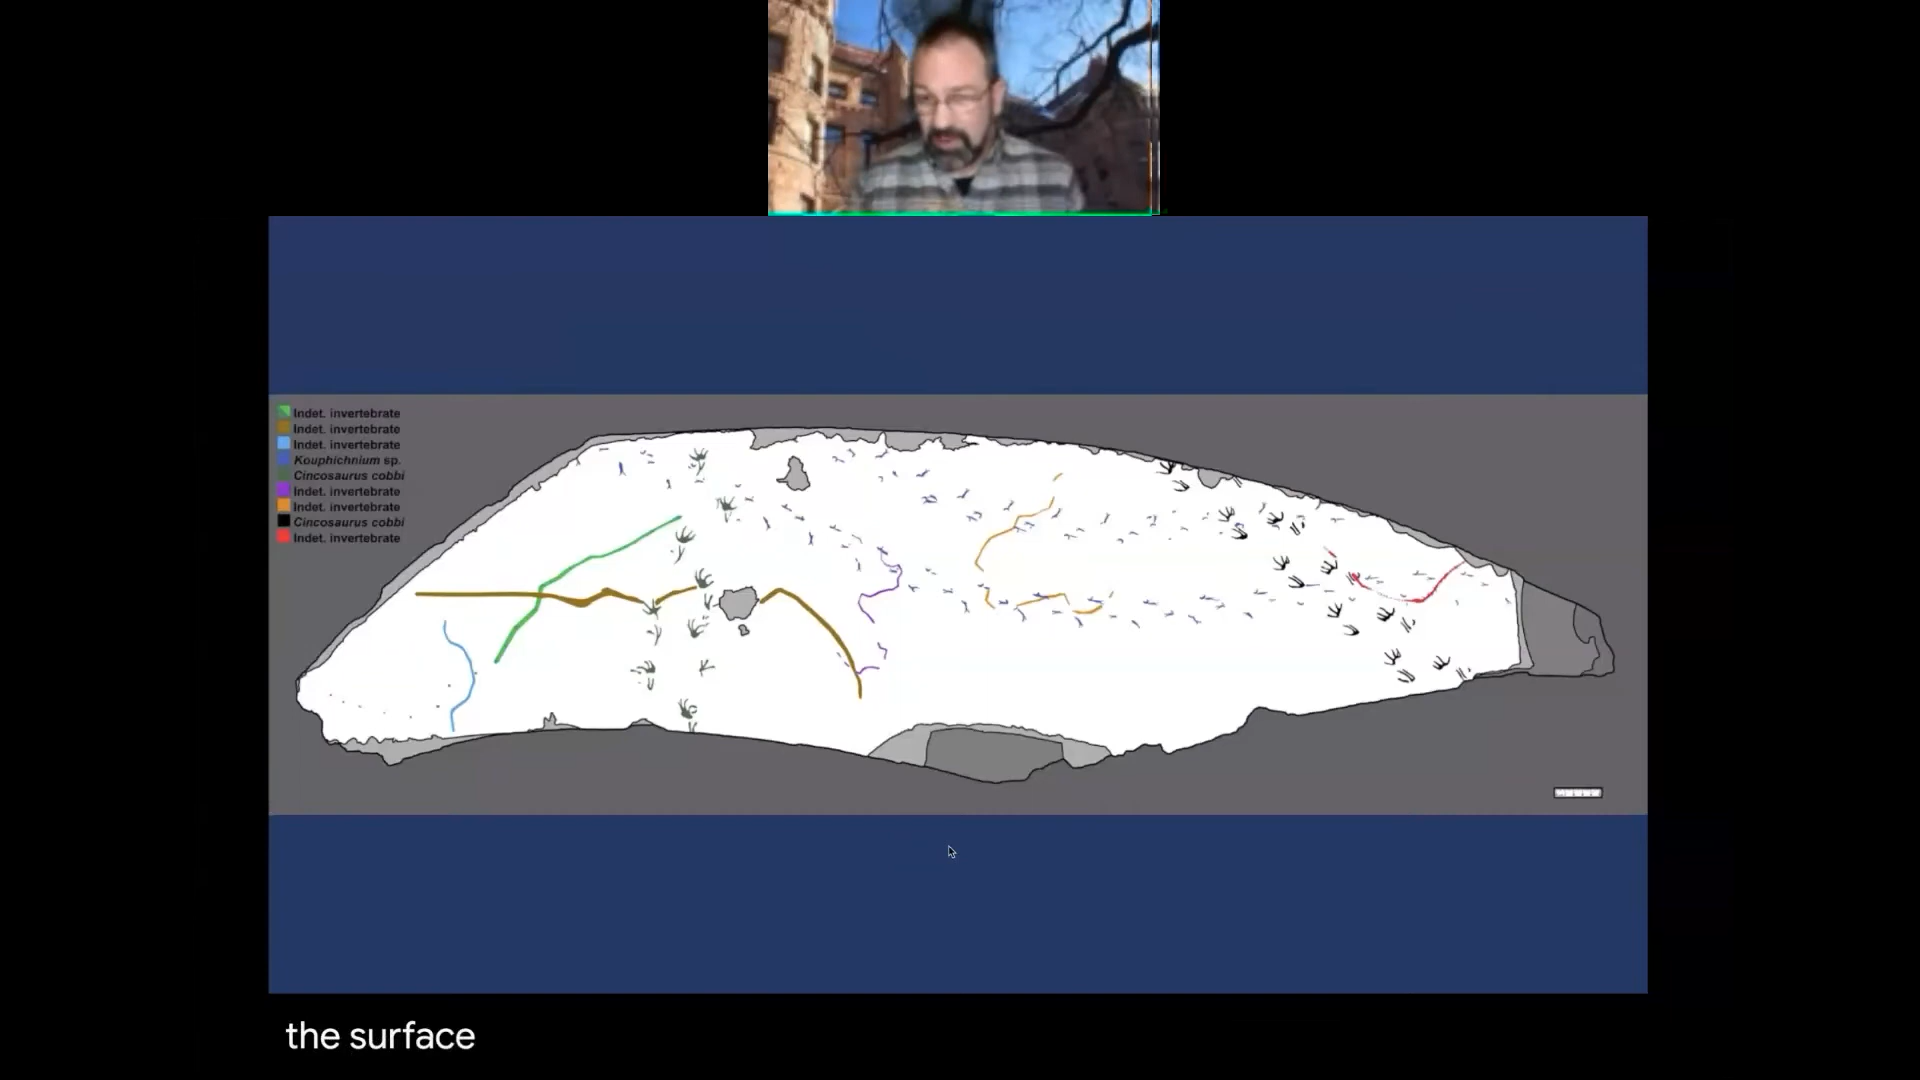 Indet. invertebrate
Indet. invertebrate
Indet. invertebrate
Kouphichnium sp.
Cincosaurus cobbi
Indet. invertebrate
Indet. invertebrate
Cincosaurus cobbi
Indet. invertebrate
the surface